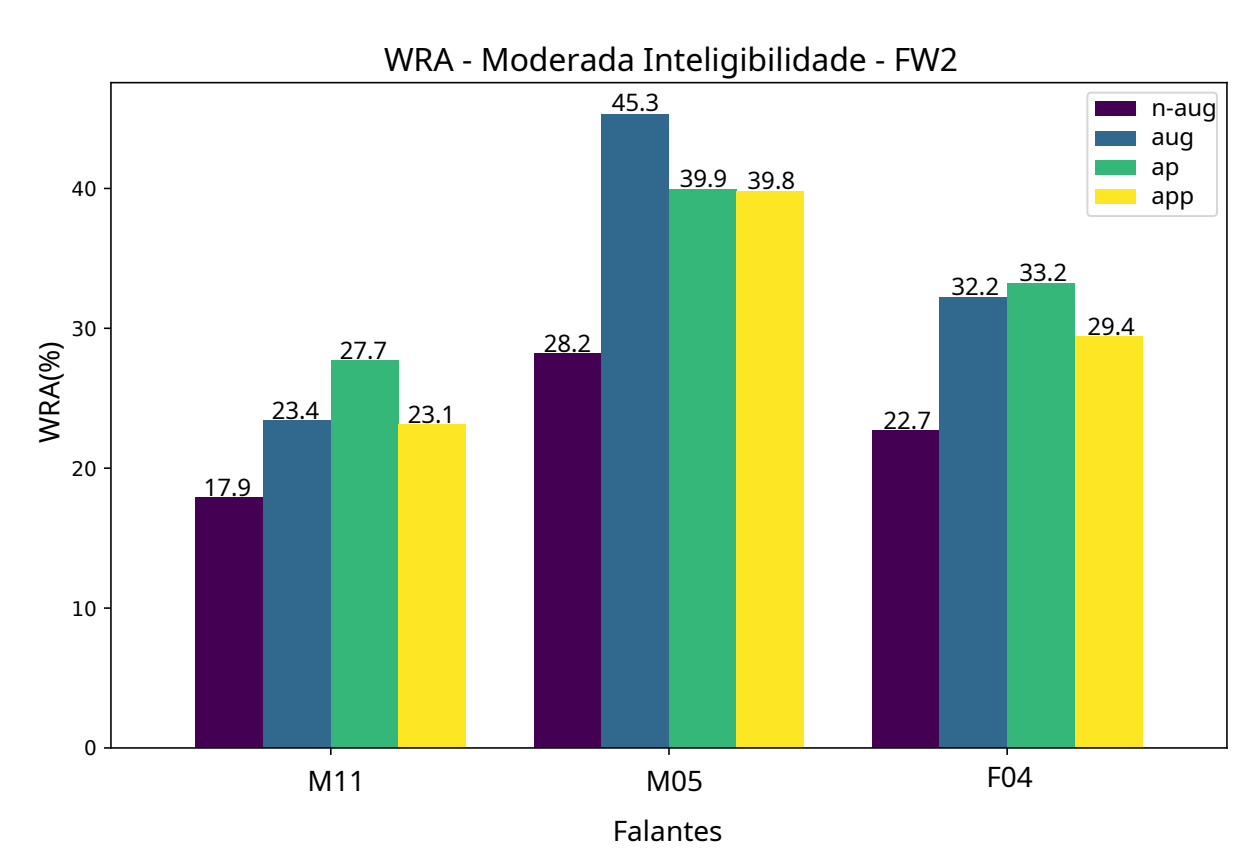 WRA - Moderada Inteligibilidade - FW2
n-aug
aug
ap
app
WRA(%)
40
30
20
10
0
17.9
23.4
27.7
23.1
28.2
45.3
39.9
39.8
22.7
32.2
33.2
29.4
M11
M05
F04
Falantes